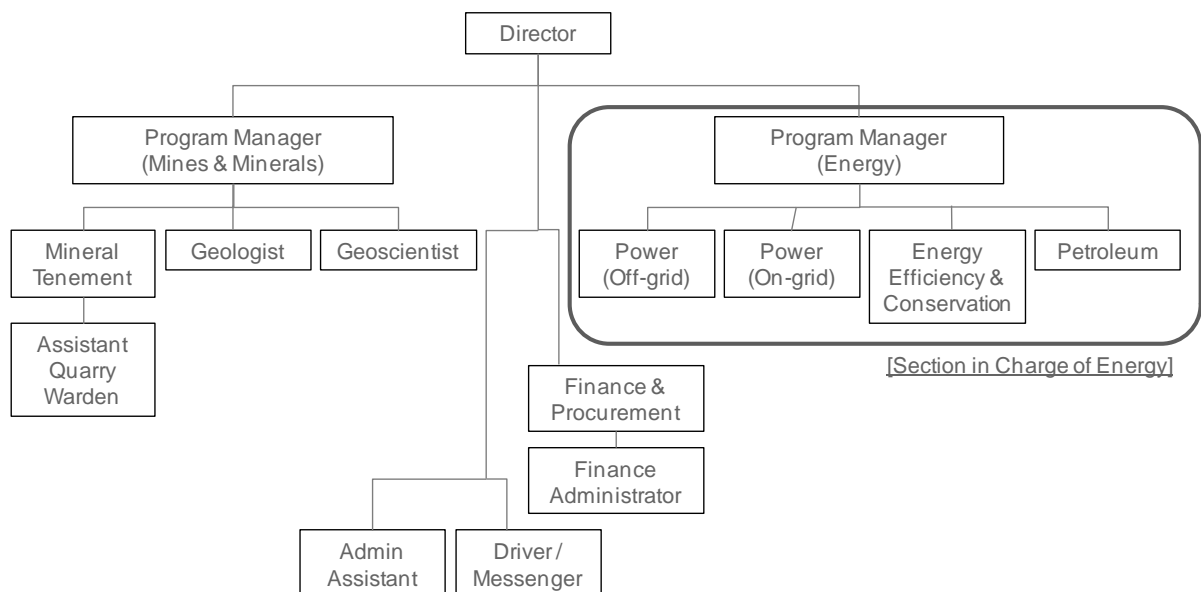 Director
Program Manager
(Mines & Minerals)
Program Manager
(Energy)
Mineral
Tenement
Geologist
Geoscientist
Power
(Off-grid)
Power
(On-grid)
Energy
Efficiency &
Conservation
Petroleum
Assistant
Quarry
Warden
[Section in Charge of Energy]
Finance &
Procurement
Finance
Administrator
Admin
Assistant
Driver /
Messenger